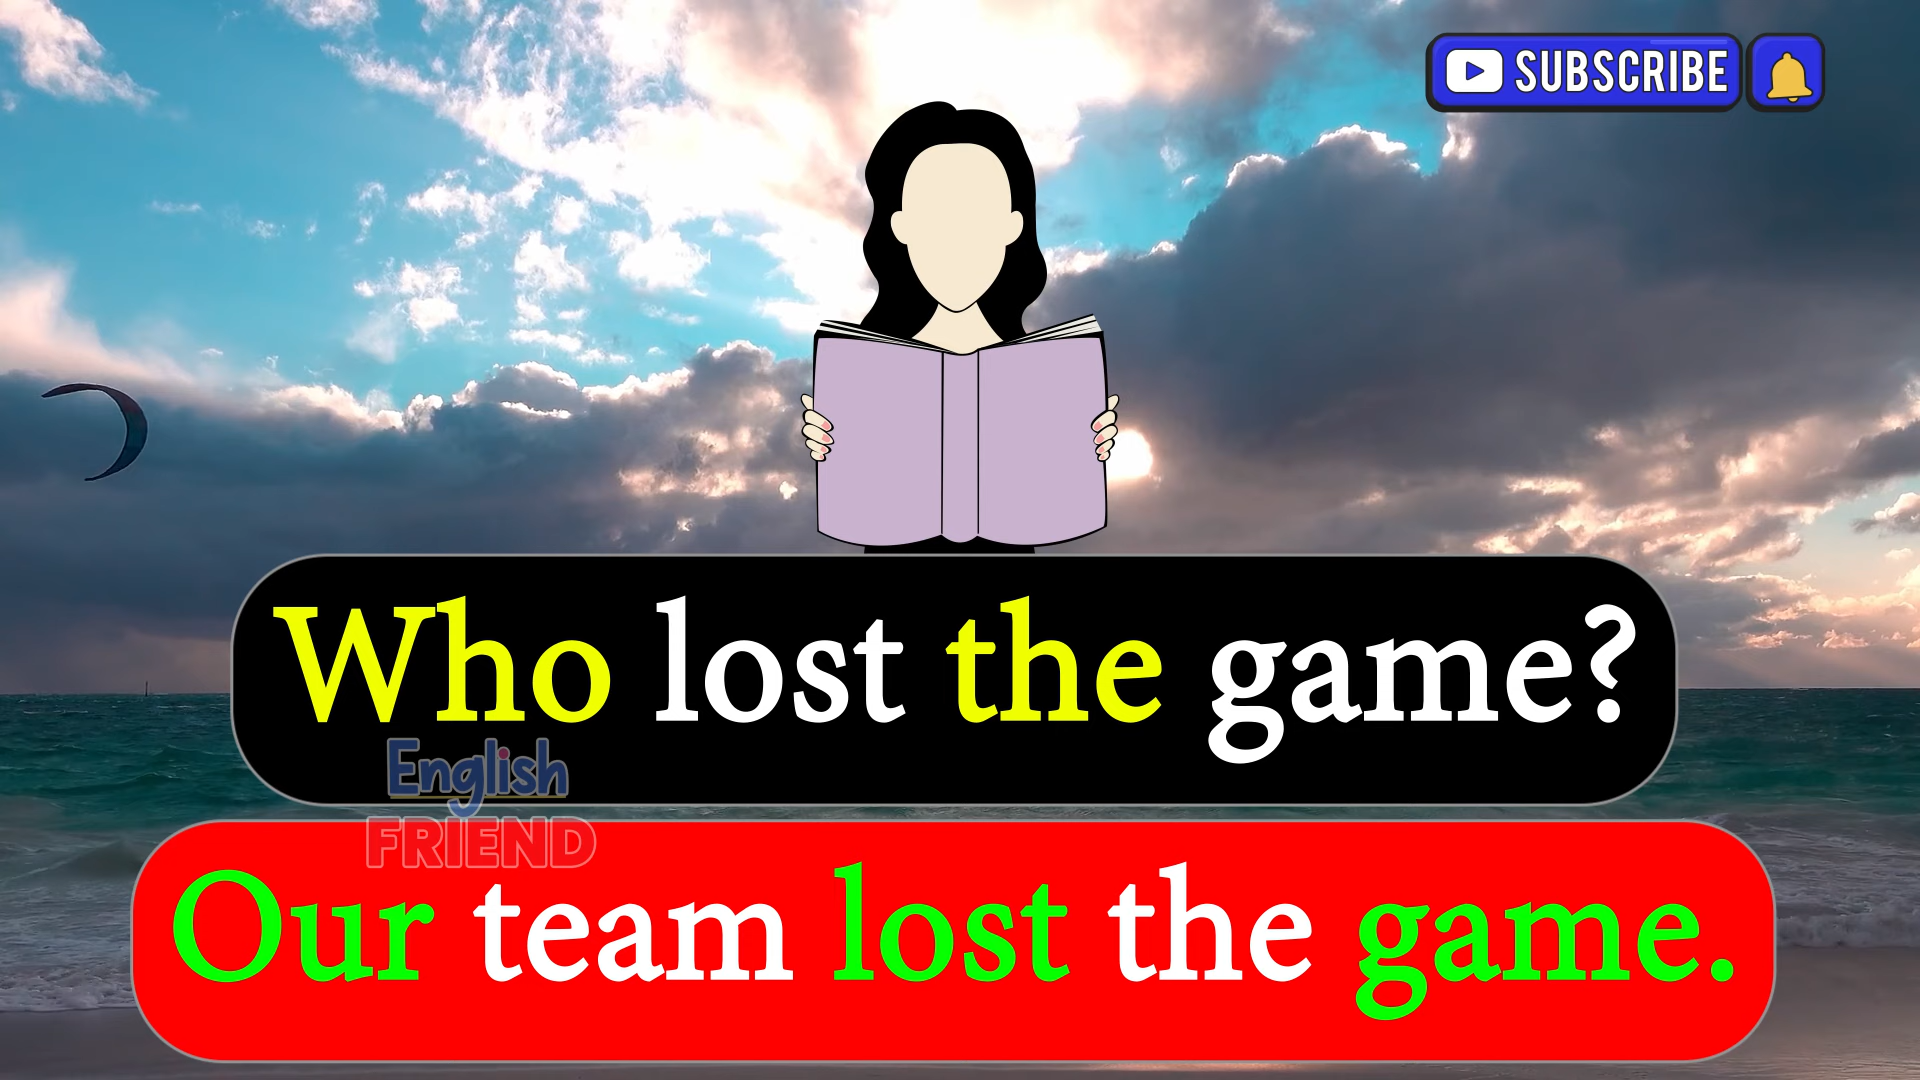 SUBSCRIBE
Who lost the game?
English
FRIEND
Our team lost the game.